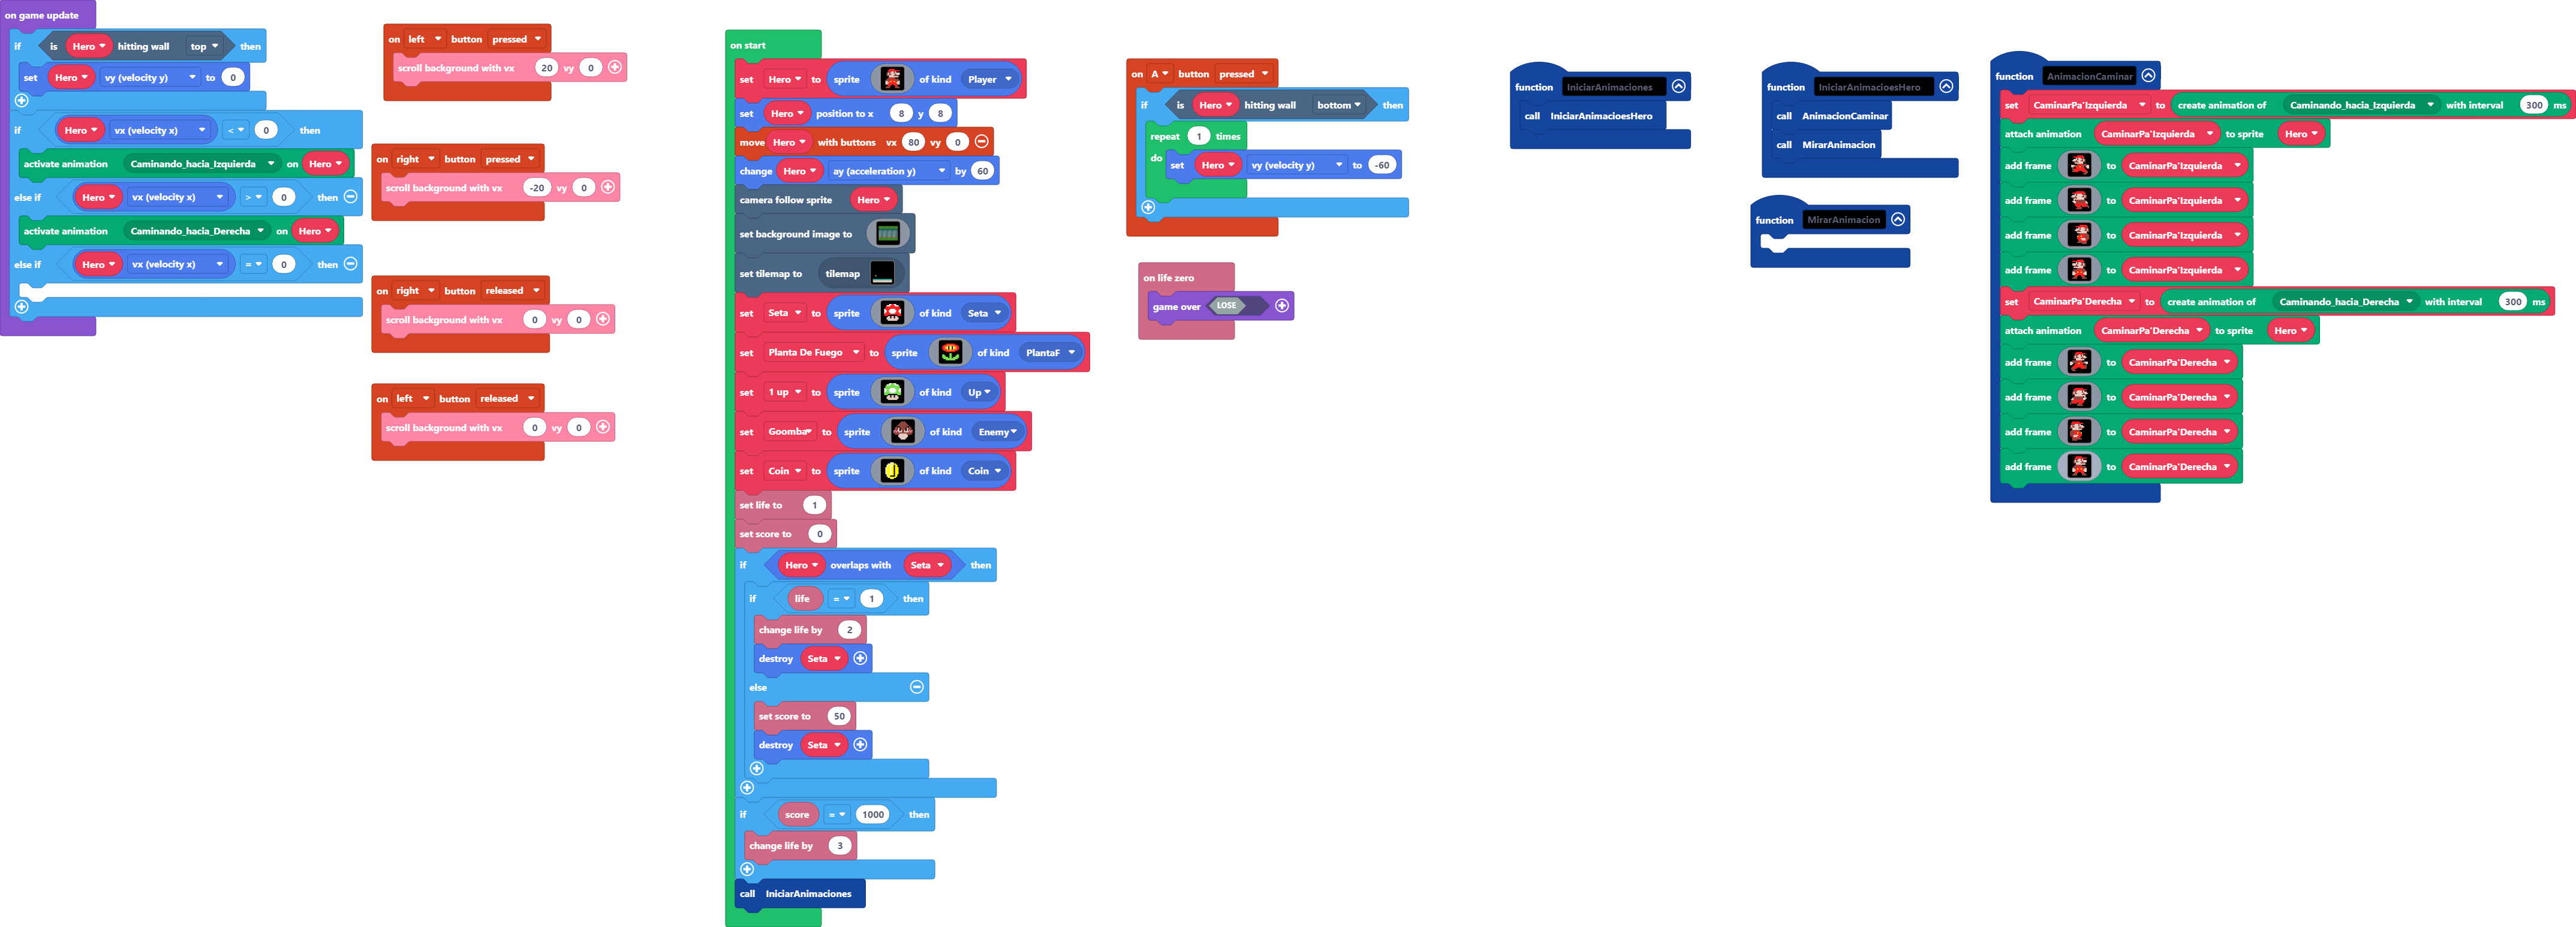 on game update
if is Hero hitting wall top then
set Hero vy (velocity y) to 0
if Hero vx (velocity x) < 0 then
activate animation Caminando_hacia_Izquierda on Hero
else if Hero vx (velocity x) > 0 then
activate animation Caminando_hacia_Derecha on Hero
else if Hero vx (velocity x) = 0 then
on left button pressed
scroll background with vx 20 vy 0
on right button pressed
scroll background with vx -20 vy 0
on right button released
scroll background with vx 0 vy 0
on left button released
scroll background with vx 0 vy 0
on start
set Hero to sprite of kind Player
set Hero position to x 8 y 8
move Hero with buttons vx 80 vy 0
change Hero ay (acceleration y) by 60
camera follow sprite Hero
set background image to
set tilemap to tilemap
set Seta to sprite of kind Seta
set Planta De Fuego to sprite of kind PlantaF
set 1 up to sprite of kind Up
set Goomba to sprite of kind Enemy
set Coin to sprite of kind Coin
set life to 1
set score to 0
if Hero overlaps with Seta then
if life = 1 then
change life by 2
destroy Seta
else
set score to 50
destroy Seta
if score = 1000 then
change life by 3
call IniciarAnimaciones
on A button pressed
if is Hero hitting wall bottom then
repeat 1 times
do set Hero vy (velocity y) to -60
on life zero
game over LOSE
function IniciarAnimaciones
call IniciarAnimacioesHero
function IniciarAnimacioesHero
call AnimacionCaminar
call MirarAnimacion
function MirarAnimacion
function AnimacionCaminar
set CaminarPa'Izquierda to create animation of Caminando_hacia_Izquierda with interval 300 ms
attach animation CaminarPa'Izquierda to sprite Hero
add frame to CaminarPa'Izquierda
add frame to CaminarPa'Izquierda
add frame to CaminarPa'Izquierda
add frame to CaminarPa'Izquierda
set CaminarPa'Derecha to create animation of Caminando_hacia_Derecha with interval 300 ms
attach animation CaminarPa'Derecha to sprite Hero
add frame to CaminarPa'Derecha
add frame to CaminarPa'Derecha
add frame to CaminarPa'Derecha
add frame to CaminarPa'Derecha